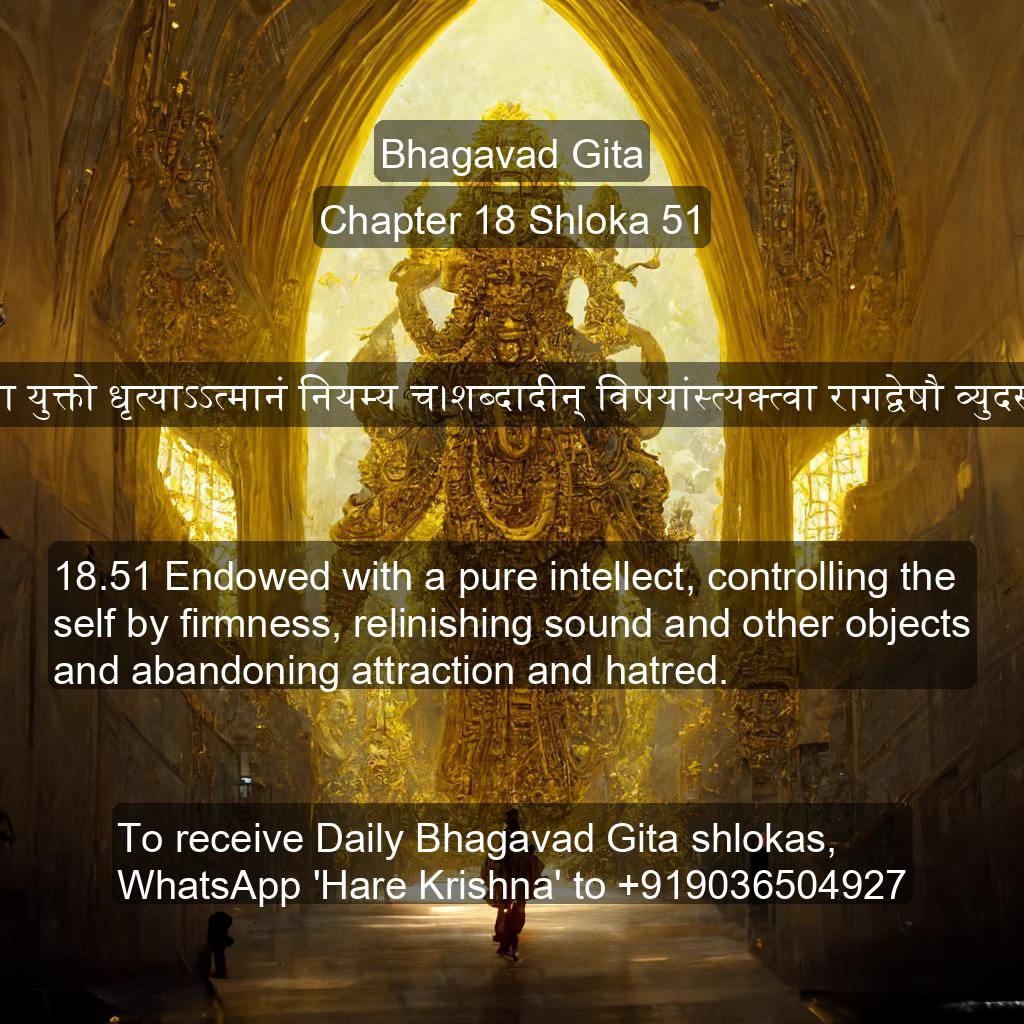 Bhagavad Gita
Chapter 18 Shloka 51
युक्तो धृत्याऽऽत्मानं नियम्य च।शब्दादीन् विषयांस्त्यक्त्वा रागद्वेषौ
18.51 Endowed with a pure intellect, controlling the
self by firmness, relinishing sound and other objects
and abandoning attraction and hatred.
To receive Daily Bhagavad Gita shlokas,
WhatsApp 'Hare Krishna' to +919036504927